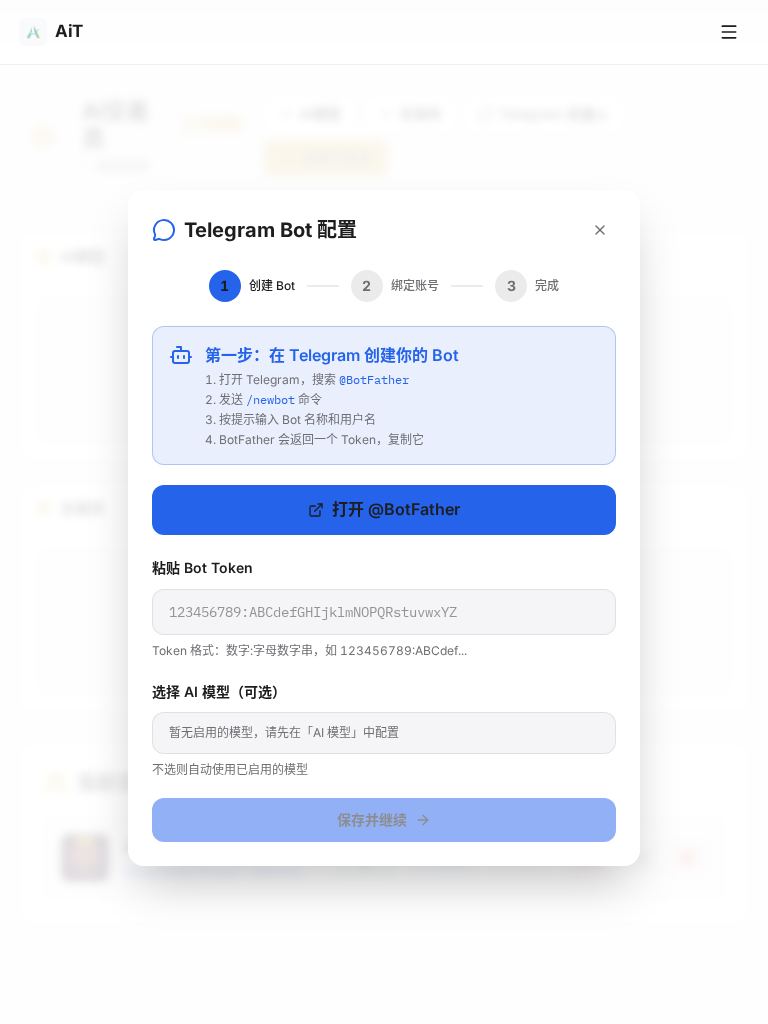 AiT
Telegram Bot 配置
1 创建 Bot 2 绑定账号 3 完成
第一步：在 Telegram 创建你的 Bot
1. 打开 Telegram，搜索 @BotFather
2. 发送 /newbot 命令
3. 按提示输入 Bot 名称和用户名
4. BotFather 会返回一个 Token，复制它
打开 @BotFather
粘贴 Bot Token
123456789:ABCdefGHIjklmNOPQRstuvwxYZ
Token 格式：数字:字母数字串，如 123456789:ABCdef...
选择 AI 模型（可选）
暂无启用的模型，请先在「AI 模型」中配置
不选则自动使用已启用的模型
保存并继续